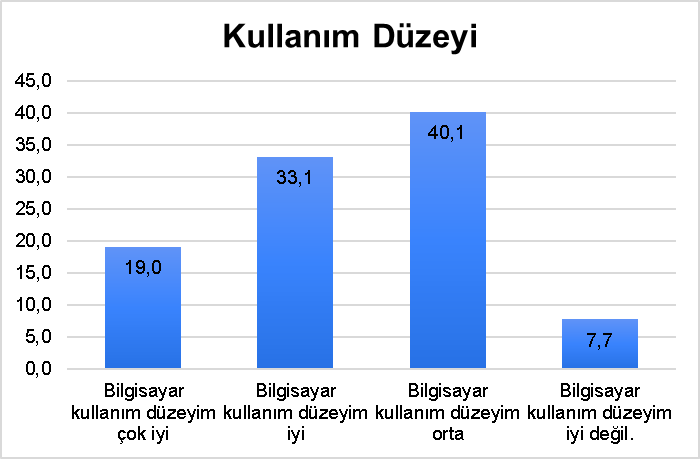 Kullanım Düzeyi
45,0
40,0
35,0
30,0
25,0
20,0
15,0
10,0
5,0
0,0
19,0
33,1
40,1
7,7
Bilgisayar
kullanım düzeyim
çok iyi
Bilgisayar
kullanım düzeyim
iyi
Bilgisayar
kullanım düzeyim
orta
Bilgisayar
kullanım düzeyim
iyi değil.